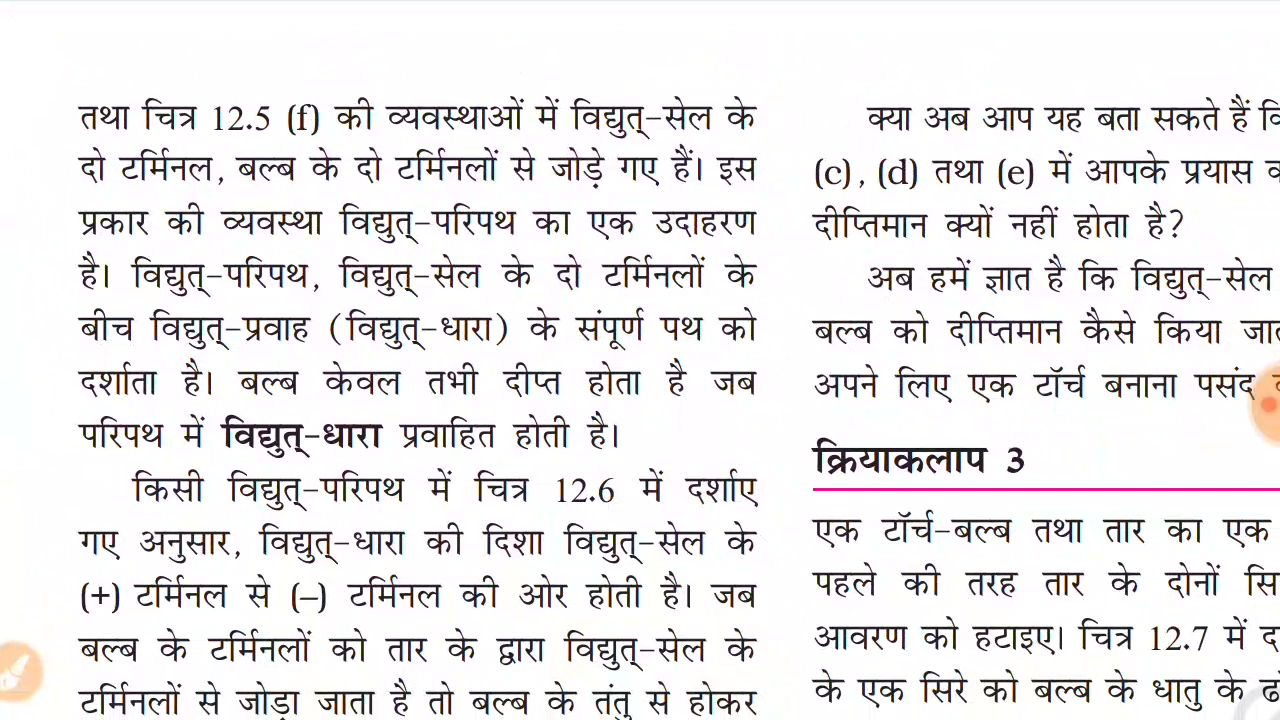 तथा चित्र 12.5 (f) की व्यवस्थाओं में विद्युत्-सेल के
दो टर्मिनल, बल्ब के दो टर्मिनलों से जोड़े गए हैं। इस
प्रकार की व्यवस्था विद्युत्-परिपथ का एक उदाहरण
है। विद्युत्-परिपथ, विद्युत्-सेल के दो टर्मिनलों के
बीच विद्युत्-प्रवाह (विद्युत्-धारा) के संपूर्ण पथ को
दर्शाता है। बल्ब केवल तभी दीप्त होता है जब
परिपथ में विद्युत्-धारा प्रवाहित होती है।
किसी विद्युत्-परिपथ में चित्र 12.6 में दर्शाए
गए अनुसार, विद्युत्-धारा की दिशा विद्युत्-सेल के
(+) टर्मिनल से (–) टर्मिनल की ओर होती है। जब
बल्ब के टर्मिनलों को तार के द्वारा विद्युत्-सेल के
टर्मिनलों से जोड़ा जाता है तो बल्ब के तंतु से होकर
क्या अब आप यह बता सकते हैं
(c), (d) तथा (e) में आपके प्रयास
दीप्तिमान क्यों नहीं होता है?
अब हमें ज्ञात है कि विद्युत्-सेल
बल्ब को दीप्तिमान कैसे किया
अपने लिए एक टॉर्च बनाना पसंद
क्रियाकलाप 3
एक टॉर्च-बल्ब तथा तार का एक
पहले की तरह तार के दोनों
आवरण को हटाइए। चित्र 12.7 में
के एक सिरे को बल्ब के धातु के